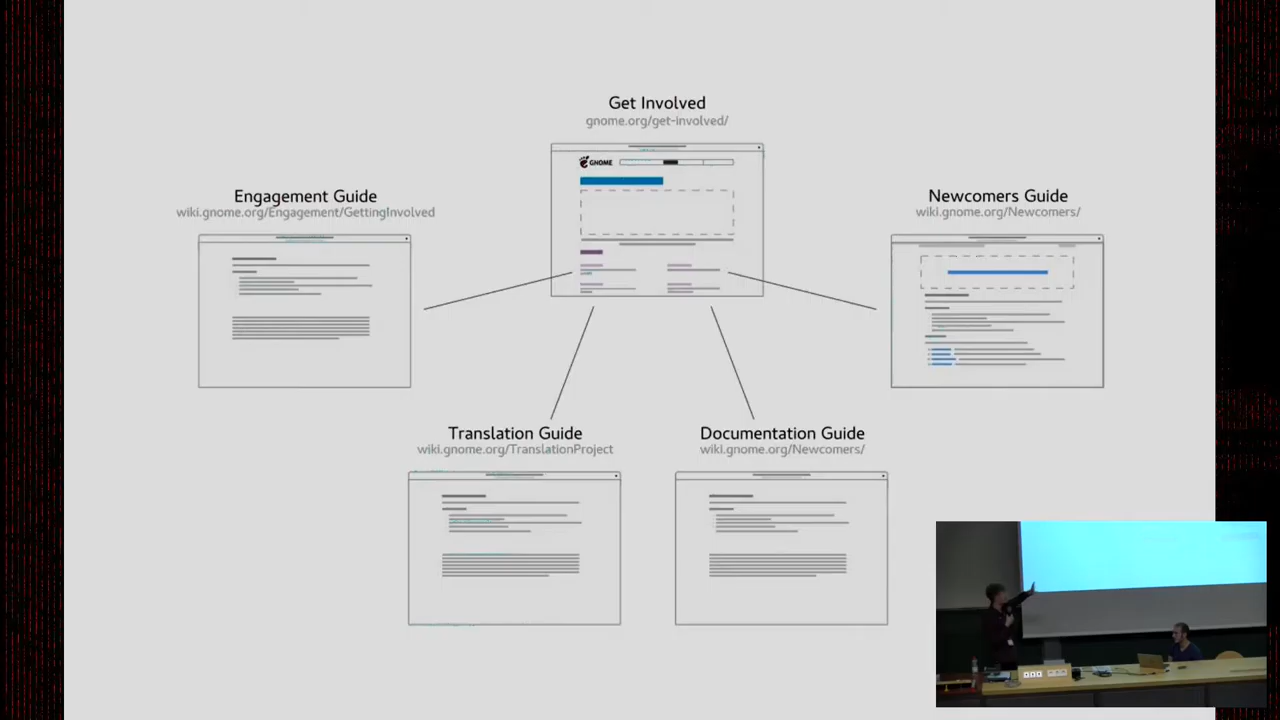 Get Involved
gnome.org/get-involved/
GNOME
Engagement Guide
wiki.gnome.org/Engagement/GettingInvolved
Newcomers Guide
wiki.gnome.org/Newcomers/
Translation Guide
wiki.gnome.org/TranslationProject
Documentation Guide
wiki.gnome.org/Newcomers/